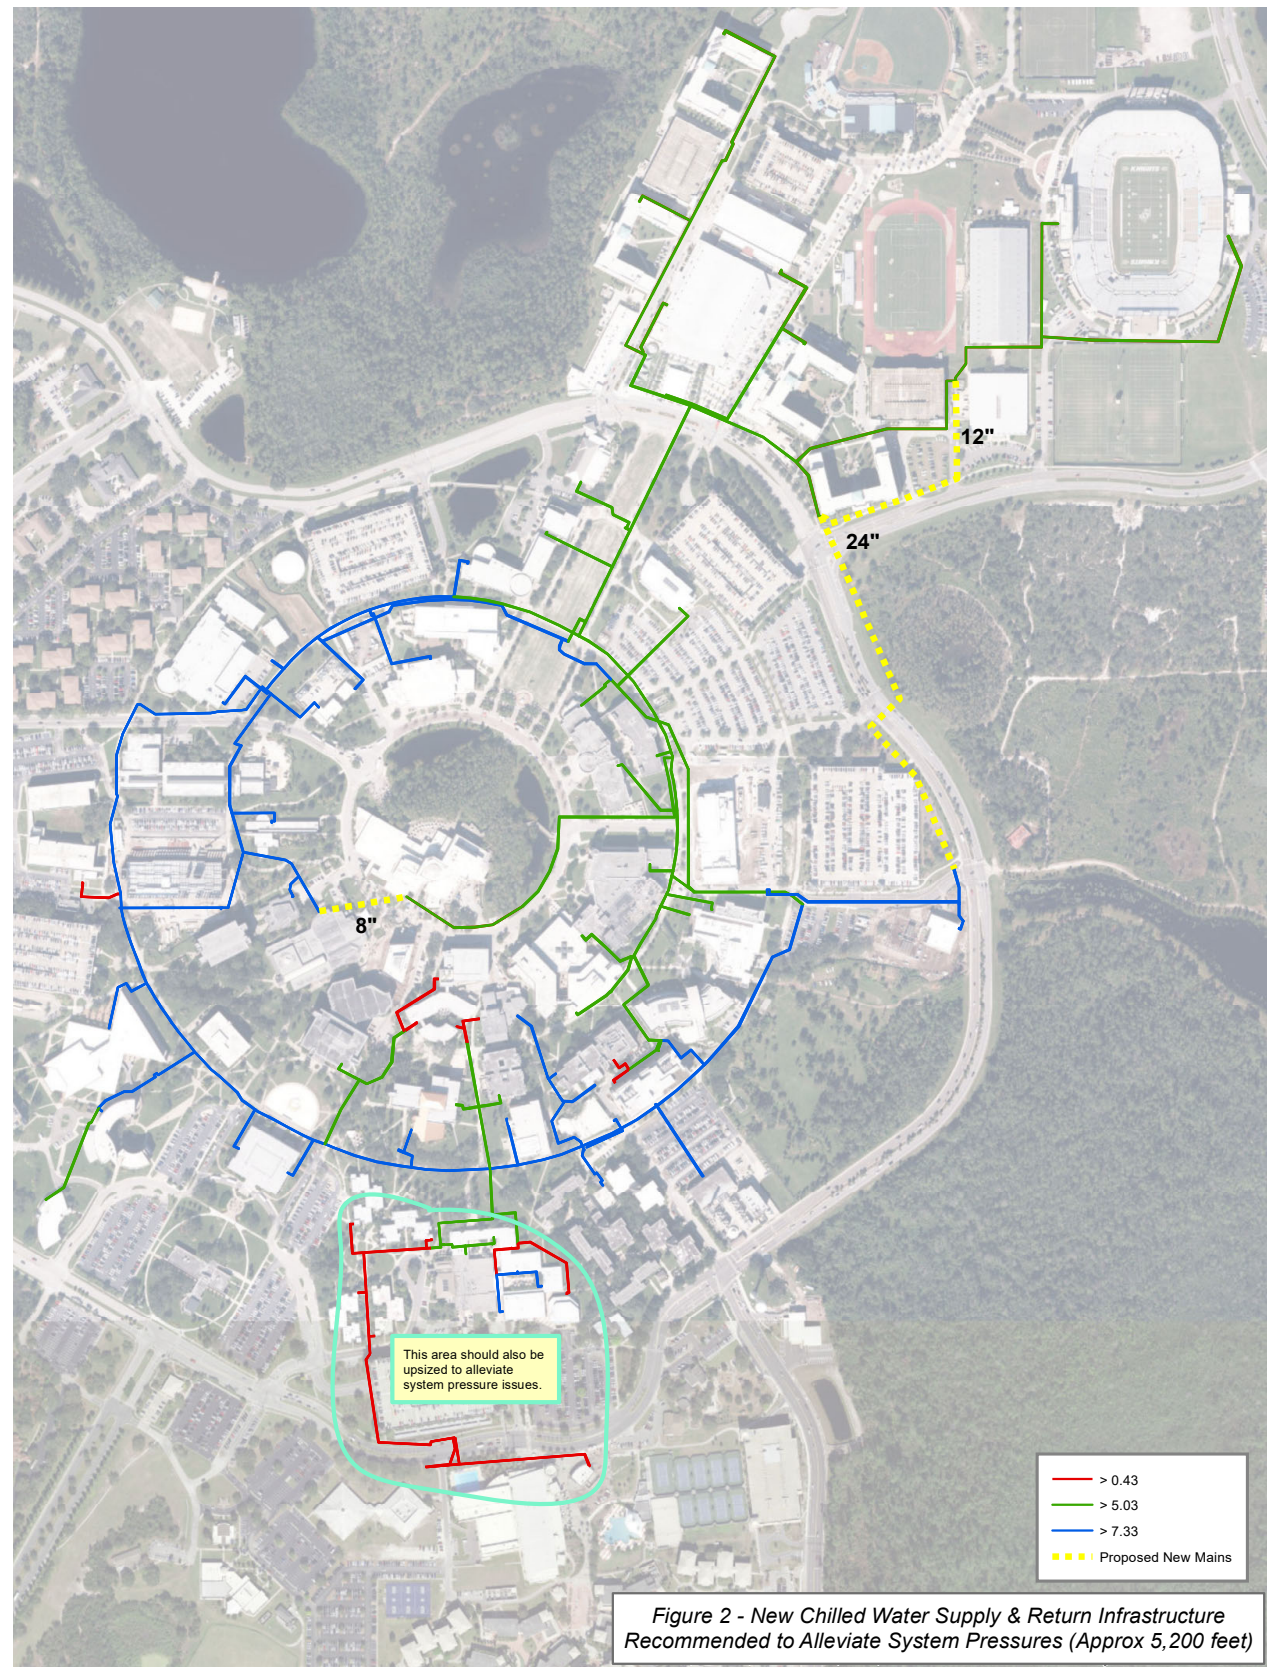 12"
24"
8"
This area should also be
upsized to alleviate
system pressure issues.
> 0.43
> 5.03
> 7.33
Proposed New Mains
Figure 2 - New Chilled Water Supply & Return Infrastructure
Recommended to Alleviate System Pressures (Approx 5,200 feet)